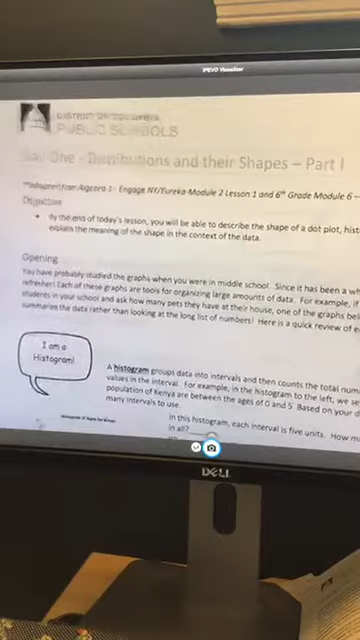 IPEVO Visualizer
DISTRICT OF COLUMBIA
PUBLIC SCHOOLS
Day One - Distributions and their Shapes – Part I
**adapted from Algebra 1- Engage NY/Eureka Module 2 Lesson 1 and 6th Grade Module 6 –
Objective
• By the end of today's lesson, you will be able to describe the shape of a dot plot,
explain the meaning of the shape in the context of the data.
Opening
You have probably studied the graphs when you were in middle school. Since it has been a
refresher! Each of these graphs are tools for organizing large amounts of data. For example, if
students in your school and ask how many pets they have at their house, one of the graphs
summarize the data rather than looking at the long list of numbers! Here is a quick review of
I am a
Histogram!
A histogram groups data into intervals and then counts the total
values in the interval. For example, in the histogram to the left, we
population of Kenya are between the ages of 0 and 5. Based on your
many intervals to use.
In this histogram, each interval is five units. How
in all?
DELL